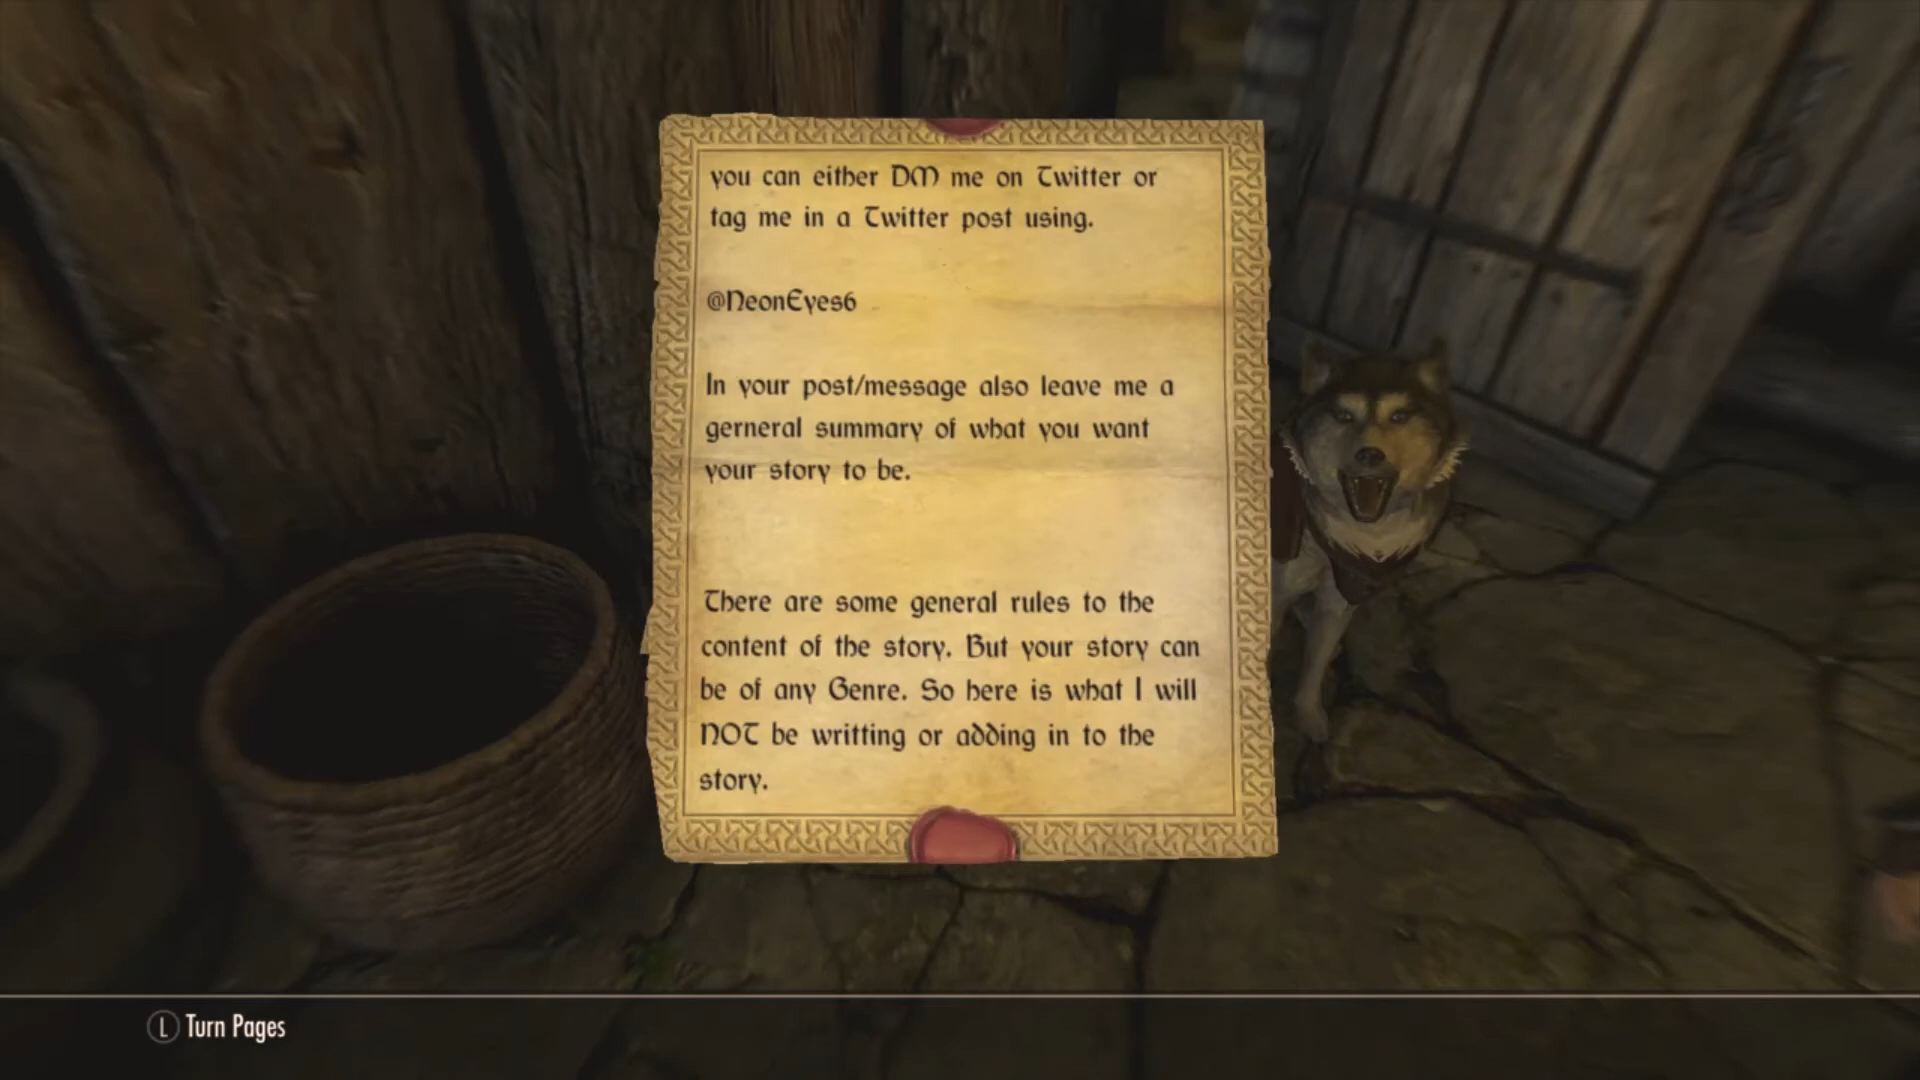 you can either DM me on Twitter or
tag me in a Twitter post using.
@NeonEyes6
In your post/message also leave me a
gerneral summary of what you want
your story to be.
There are some general rules to the
content of the story. But your story can
be of any Genre. So here is what I will
NOT be writting or adding in to the
story.
L Turn Pages